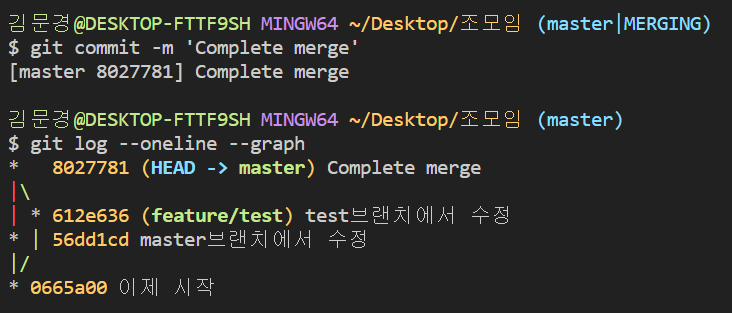 김문경@DESKTOP-FTTF9SH MINGW64 ~/Desktop/조모임 (master|MERGING)
$ git commit -m 'Complete merge'
[master 8027781] Complete merge
김문경@DESKTOP-FTTF9SH MINGW64 ~/Desktop/조모임 (master)
$ git log --oneline --graph
*   8027781 (HEAD -> master) Complete merge
|\
| * 612e636 (feature/test) test브랜치에서 수정
* | 56dd1cd master브랜치에서 수정
|/
* 0665a00 이제 시작